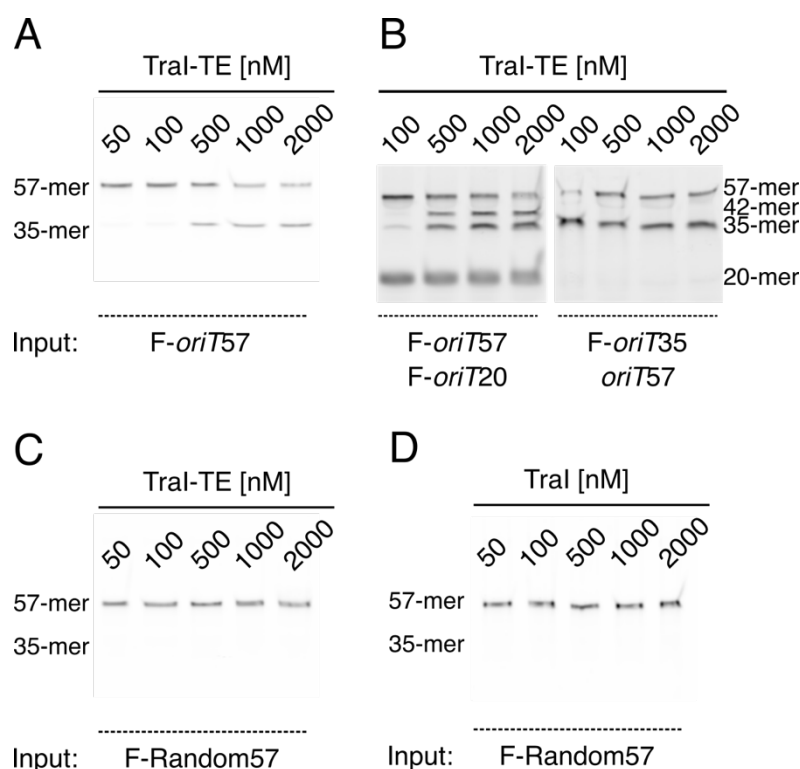 A
TraI-TE [nM]
50 100 500 1000 2000
57-mer
35-mer
Input: F-oriT57
B
TraI-TE [nM]
100 500 1000 2000 100 500 1000 2000
57-mer
42-mer
35-mer
20-mer
F-oriT57 F-oriT35
F-oriT20 oriT57
C
TraI-TE [nM]
50 100 500 1000 2000
57-mer
35-mer
Input: F-Random57
D
TraI [nM]
50 100 500 1000 2000
57-mer
35-mer
Input: F-Random57